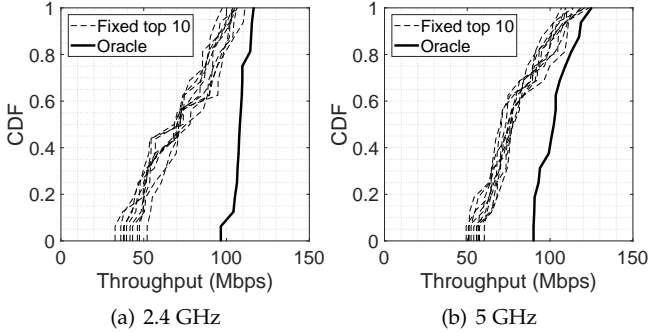 Fixed top 10
Oracle
CDF
1
0.8
0.6
0.4
0.2
0
0 50 100 150
Throughput (Mbps)
(a) 2.4 GHz
Fixed top 10
Oracle
CDF
1
0.8
0.6
0.4
0.2
0
0 50 100 150
Throughput (Mbps)
(b) 5 GHz